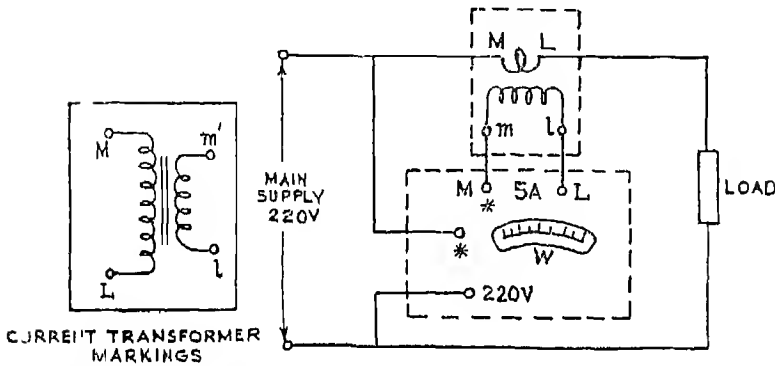 M L
m l
M 5A L
*
*
W
220V
MAIN
SUPPLY
220V
LOAD
M m'
L l
CURRENT TRANSFORMER
MARKINGS